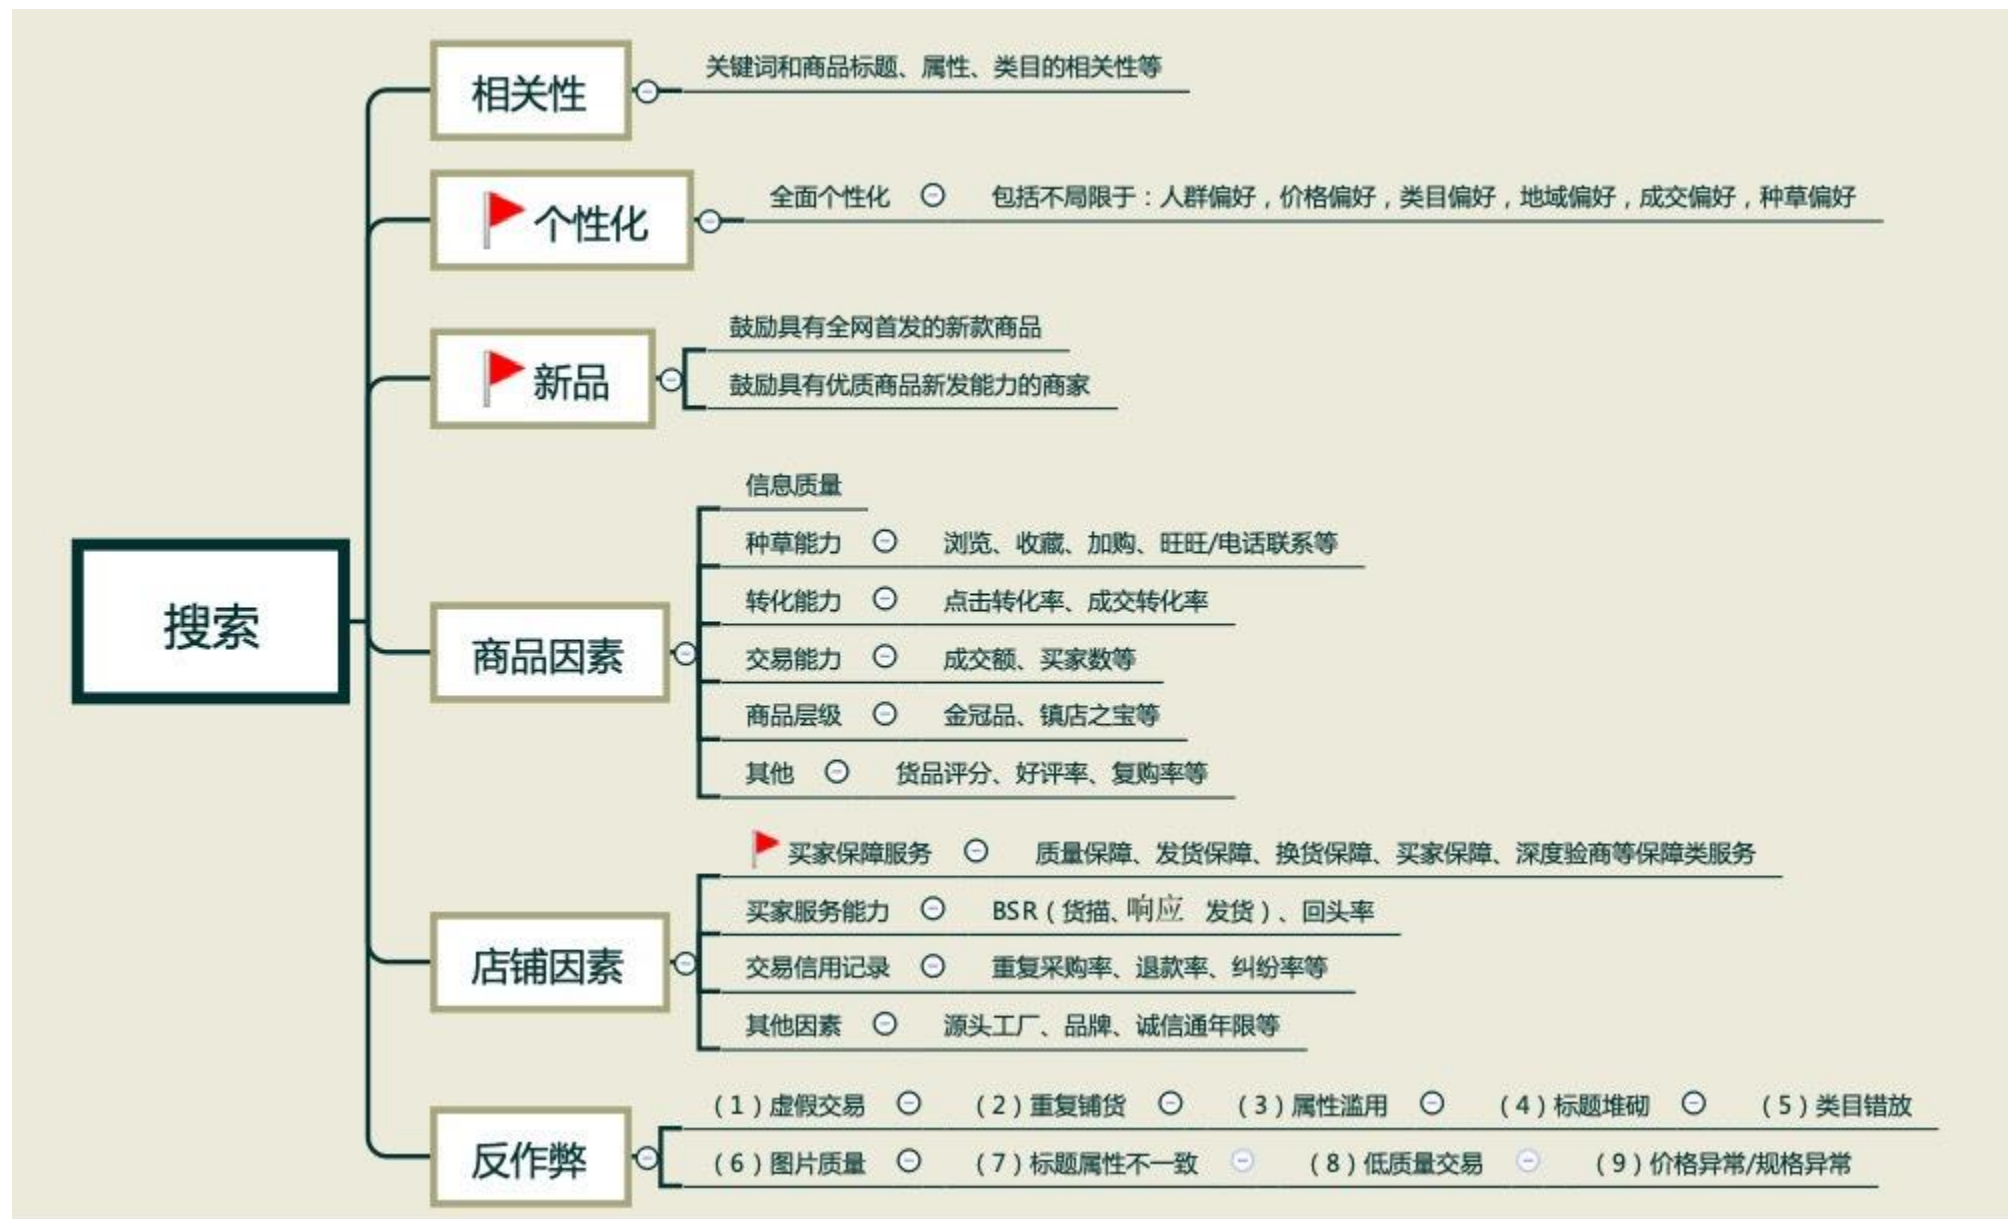 相关性
关键词和商品标题、属性、类目的相关性等
个性化
全面个性化 包括不局限于：人群偏好，价格偏好，类目偏好，地域偏好，成交偏好，种草偏好
新品
鼓励具有全网首发的新款商品
鼓励具有优质商品新发能力的商家
搜索
商品因素
信息质量
种草能力 浏览、收藏、加购、旺旺/电话联系等
转化能力 点击转化率、成交转化率
交易能力 成交额、买家数等
商品层级 金冠品、镇店之宝等
其他 货品评分、好评率、复购率等
店铺因素
买家保障服务 质量保障、发货保障、换货保障、买家保障、深度验商等保障类服务
买家服务能力 BSR（货描、响应 发货）、回头率
交易信用记录 重复采购率、退款率、纠纷率等
其他因素 源头工厂、品牌、诚信通年限等
反作弊
（1）虚假交易 （2）重复铺货 （3）属性滥用 （4）标题堆砌 （5）类目错放
（6）图片质量 （7）标题属性不一致 （8）低质量交易 （9）价格异常/规格异常